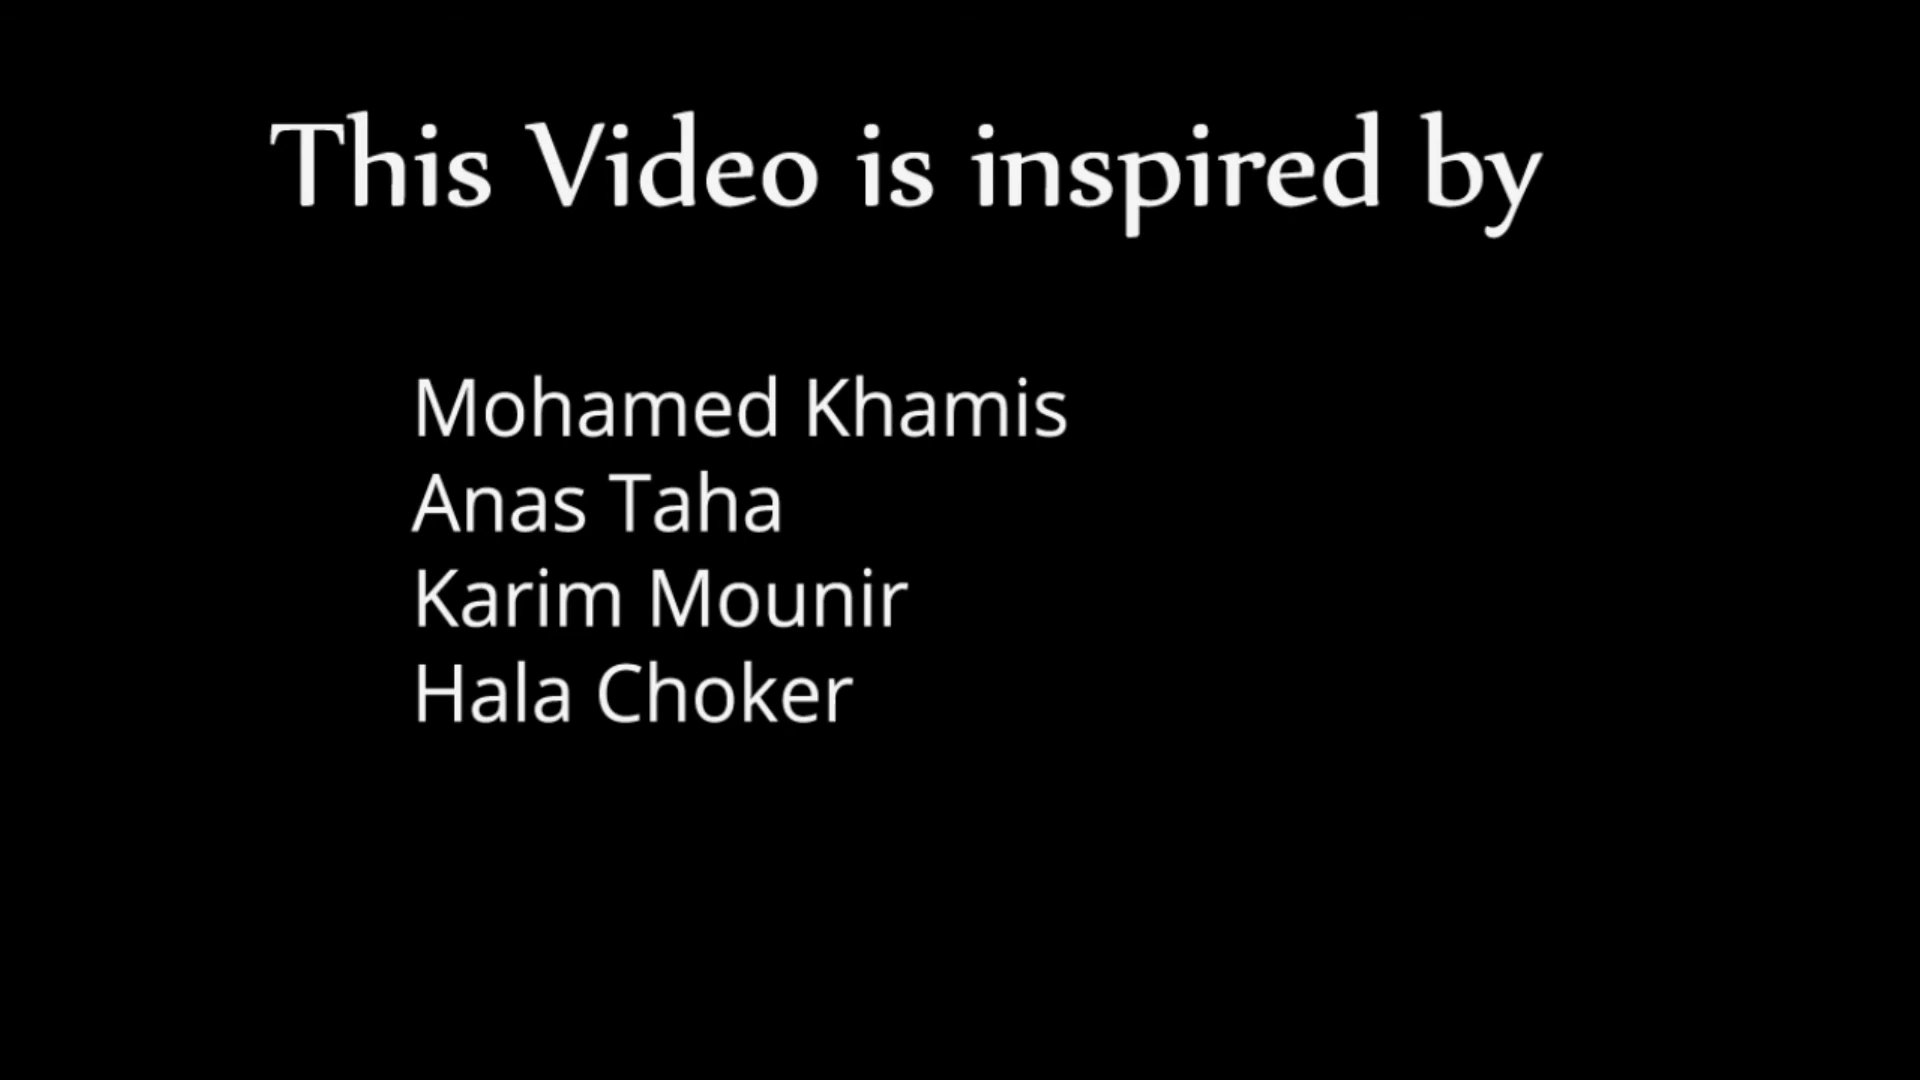 This Video is inspired by
Mohamed Khamis
Anas Taha
Karim Mounir
Hala Choker